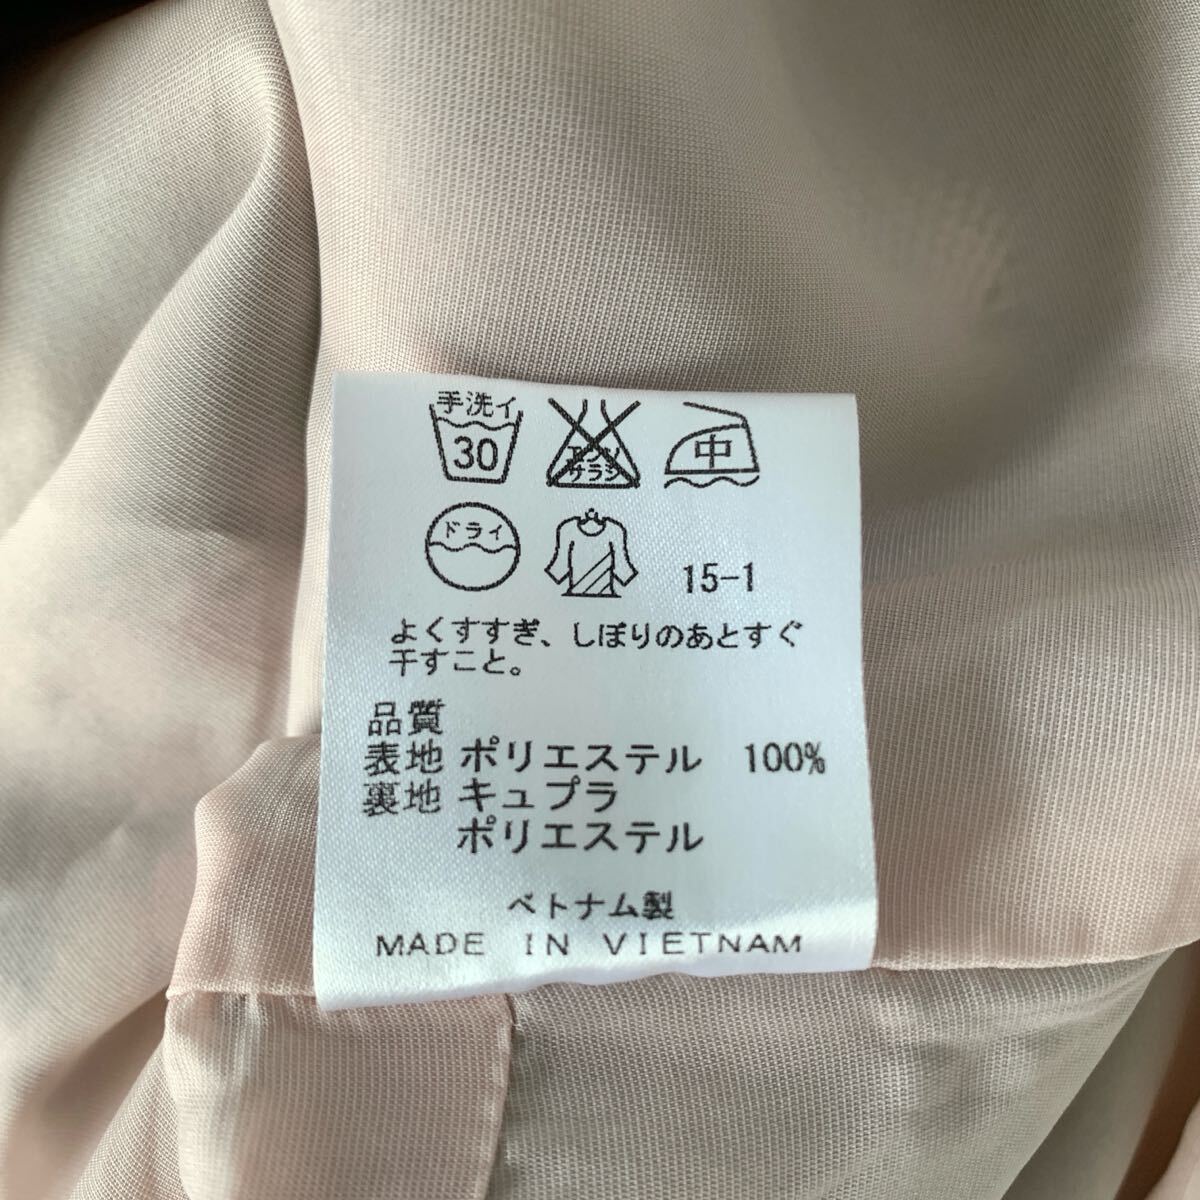 手洗イ
30
エンソ
サラシ
中
ドライ
15-1
よくすすぎ、しぼりのあとすぐ
干すこと。
品質
表地 ポリエステル 100%
裏地 キュプラ
ポリエステル
ベトナム製
MADE IN VIETNAM